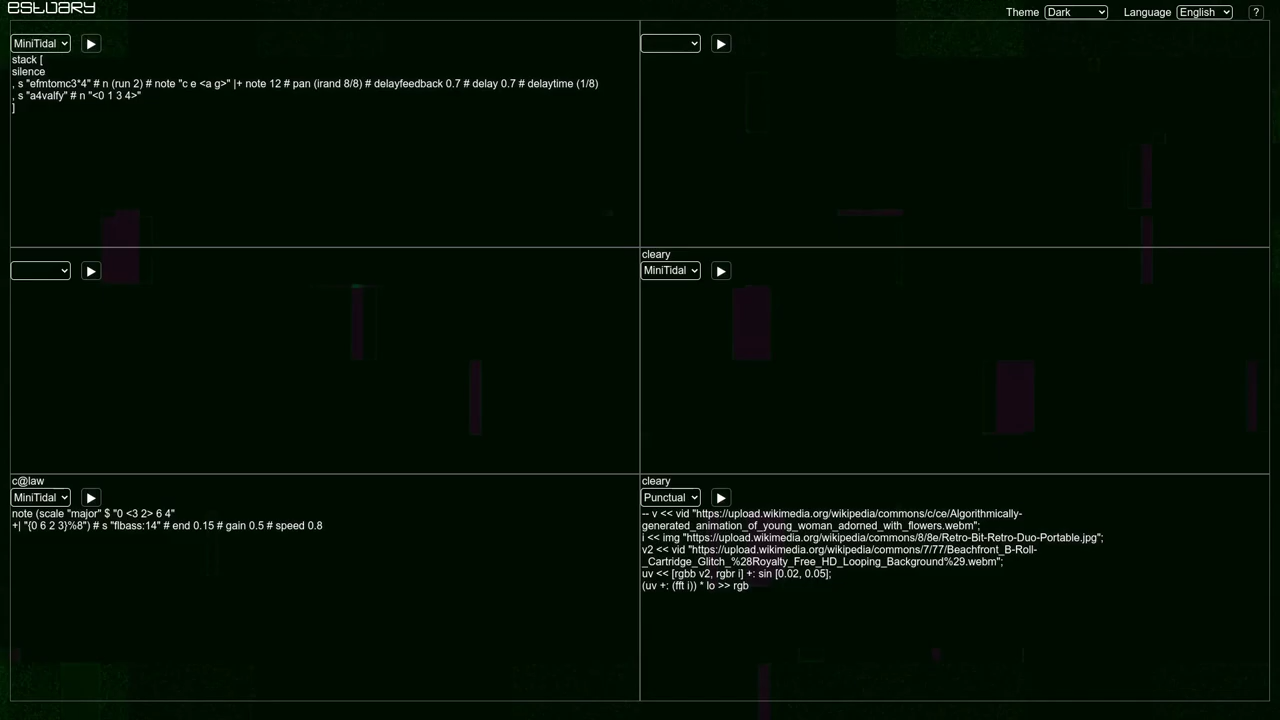 estuary
Theme Dark Language English ?
MiniTidal
stack [
silence
, s "efmtomc3*4" # n (run 2) # note "c e <a g>" |+ note 12 # pan (irand 8/8) # delayfeedback 0.7 # delay 0.7 # delaytime (1/8)
, s "a4valfy" # n "<0 1 3 4>"
]
cleary
MiniTidal
c@law
MiniTidal
note (scale "major" $ "0 <3 2> 6 4"
+| "{0 6 2 3}%8") # s "flbass:14" # end 0.15 # gain 0.5 # speed 0.8
cleary
Punctual
-- v << vid "https://upload.wikimedia.org/wikipedia/commons/c/ce/Algorithmically-
generated_animation_of_young_woman_adorned_with_flowers.webm";
i << img "https://upload.wikimedia.org/wikipedia/commons/8/8e/Retro-Bit-Retro-Duo-Portable.jpg";
v2 << vid "https://upload.wikimedia.org/wikipedia/commons/7/77/Beachfront_B-Roll-
_Cartridge_Glitch_%28Royalty_Free_HD_Looping_Background%29.webm";
uv << [rgbb v2, rgbr i] +: sin [0.02, 0.05];
(uv +: (fft i)) * lo >> rgb